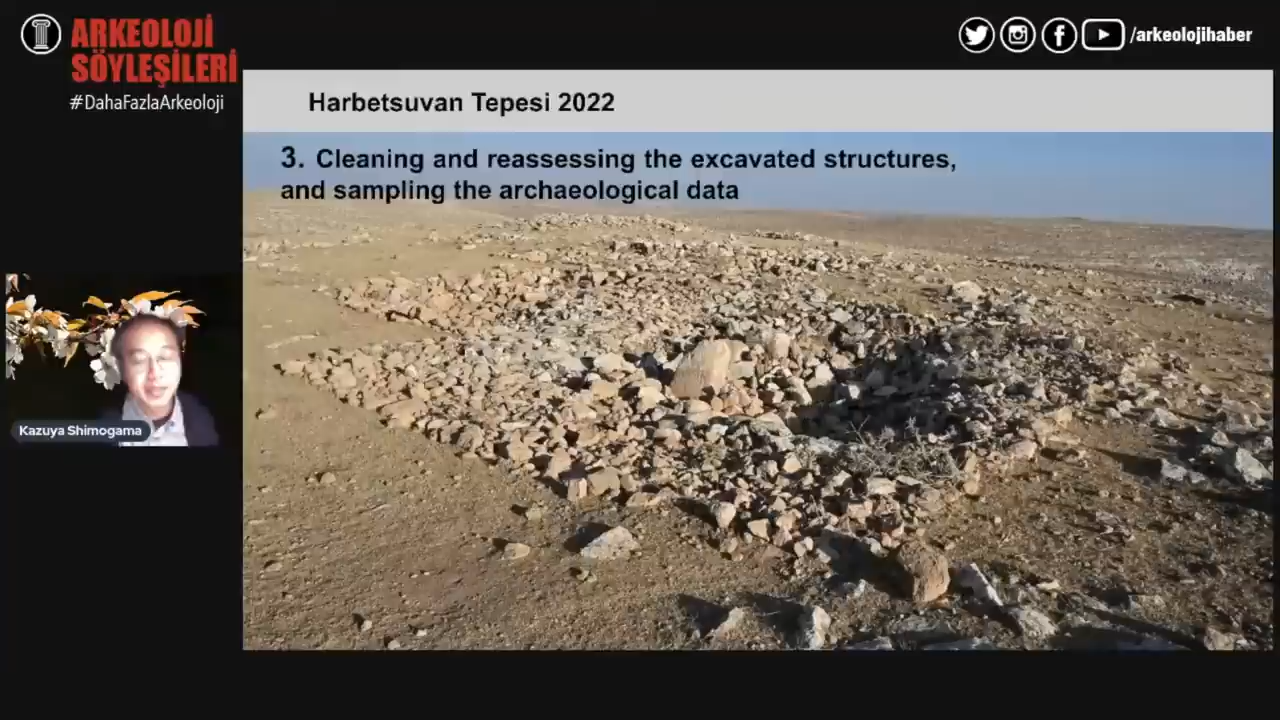 ARKEOLOJİ
SÖYLEŞİLERİ
#DahaFazlaArkeoloji
/arkeolojihaber
Harbetsuvan Tepesi 2022
3. Cleaning and reassessing the excavated structures,
and sampling the archaeological data
Kazuya Shimogama